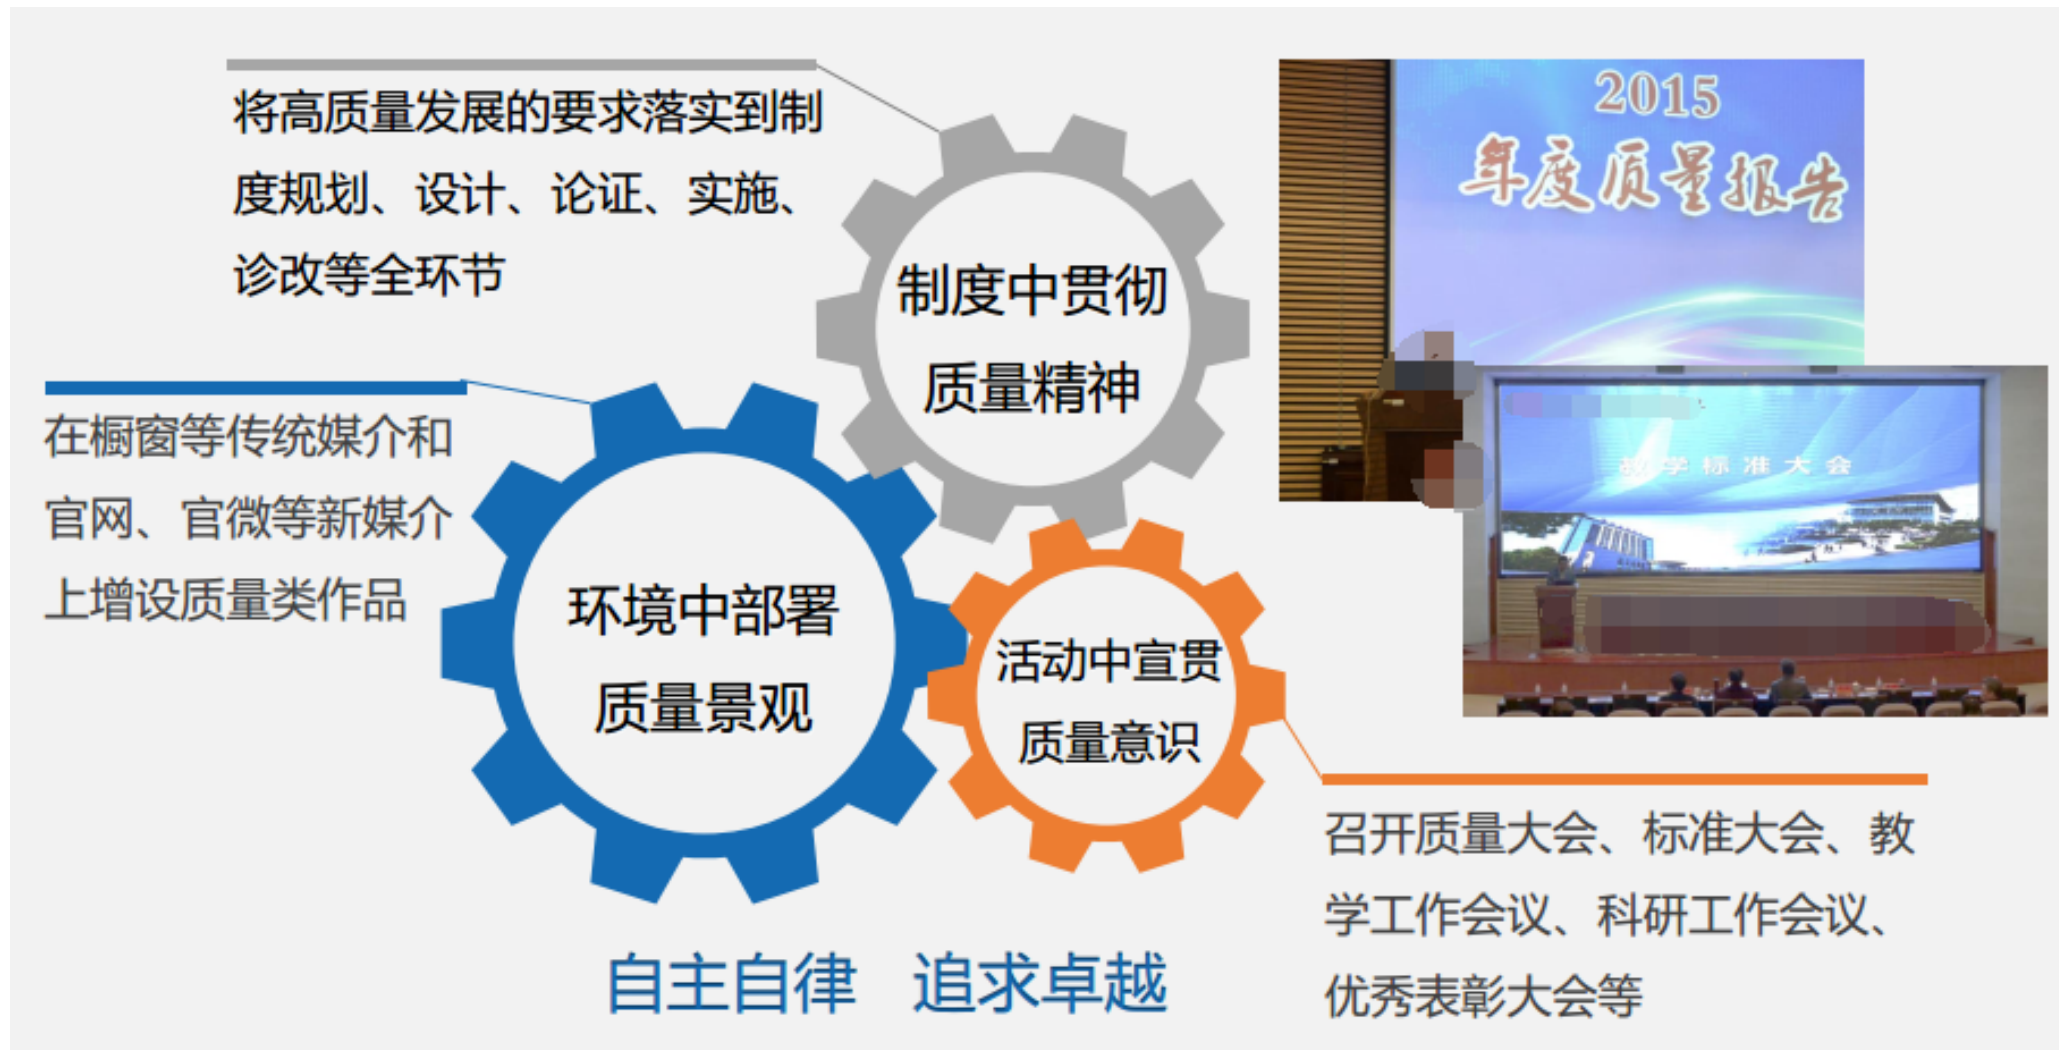 将高质量发展的要求落实到制
度规划、设计、论证、实施、
诊改等全环节
制度中贯彻
质量精神
2015
年度质量报告
在橱窗等传统媒介和
官网、官微等新媒介
上增设质量类作品
环境中部署
质量景观
教学标准大会
活动中宣贯
质量意识
召开质量大会、标准大会、教
学工作会议、科研工作会议、
优秀表彰大会等
自主自律 追求卓越